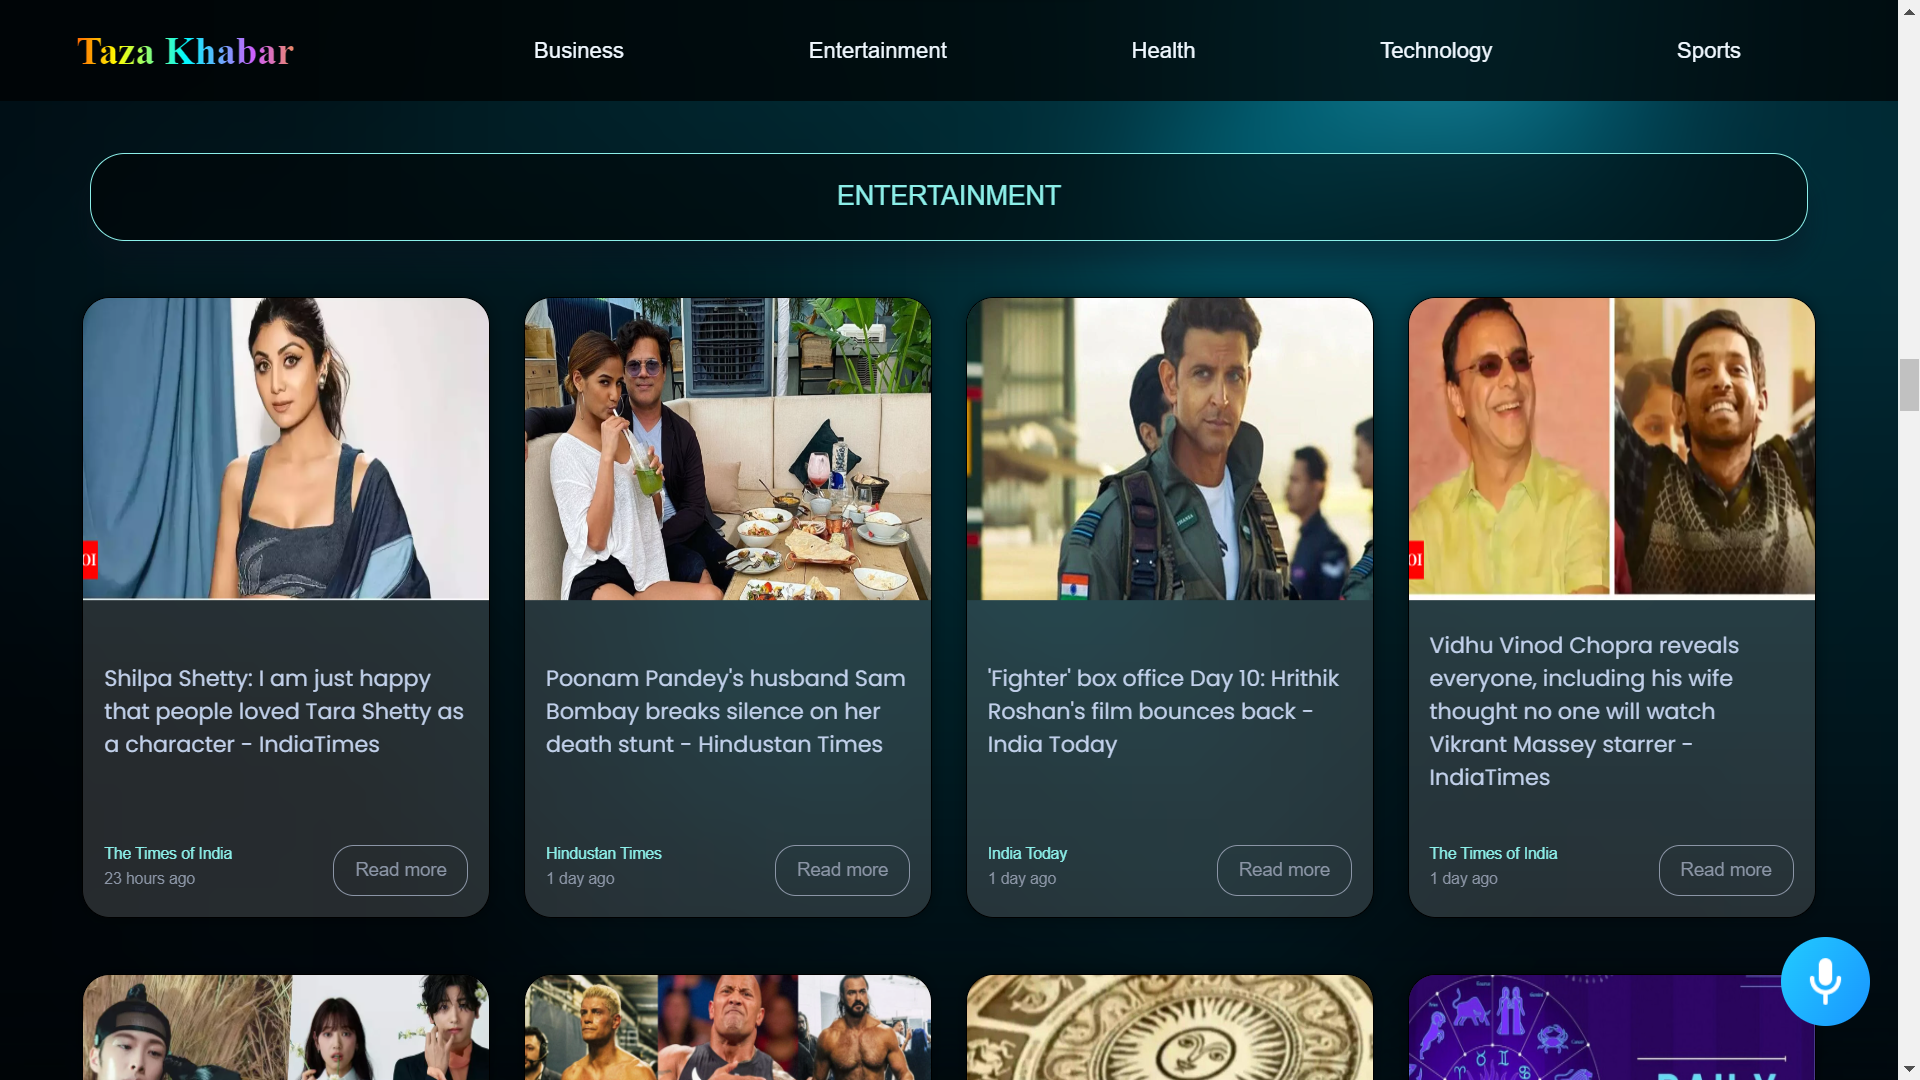 Taza Khabar
Business
Entertainment
Health
Technology
Sports
ENTERTAINMENT
OI
Shilpa Shetty: I am just happy
that people loved Tara Shetty as
a character - IndiaTimes
The Times of India
23 hours ago
Read more
Poonam Pandey's husband Sam
Bombay breaks silence on her
death stunt - Hindustan Times
Hindustan Times
1 day ago
Read more
'Fighter' box office Day 10: Hrithik
Roshan's film bounces back -
India Today
India Today
1 day ago
Read more
OI
Vidhu Vinod Chopra reveals
everyone, including his wife
thought no one will watch
Vikrant Massey starrer -
IndiaTimes
The Times of India
1 day ago
Read more
DAILY